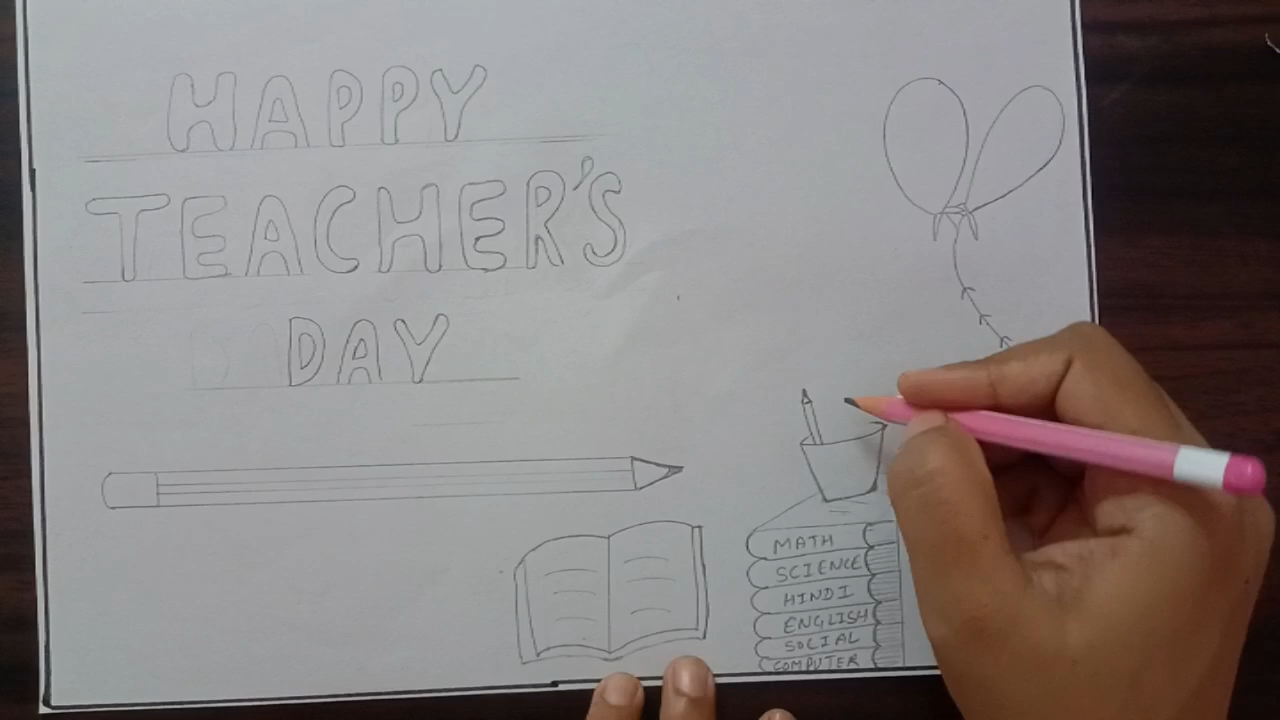 HAPPY
TEACHER'S
DAY
MATH
SCIENCE
HINDI
ENGLISH
SOCIAL
COMPUTER